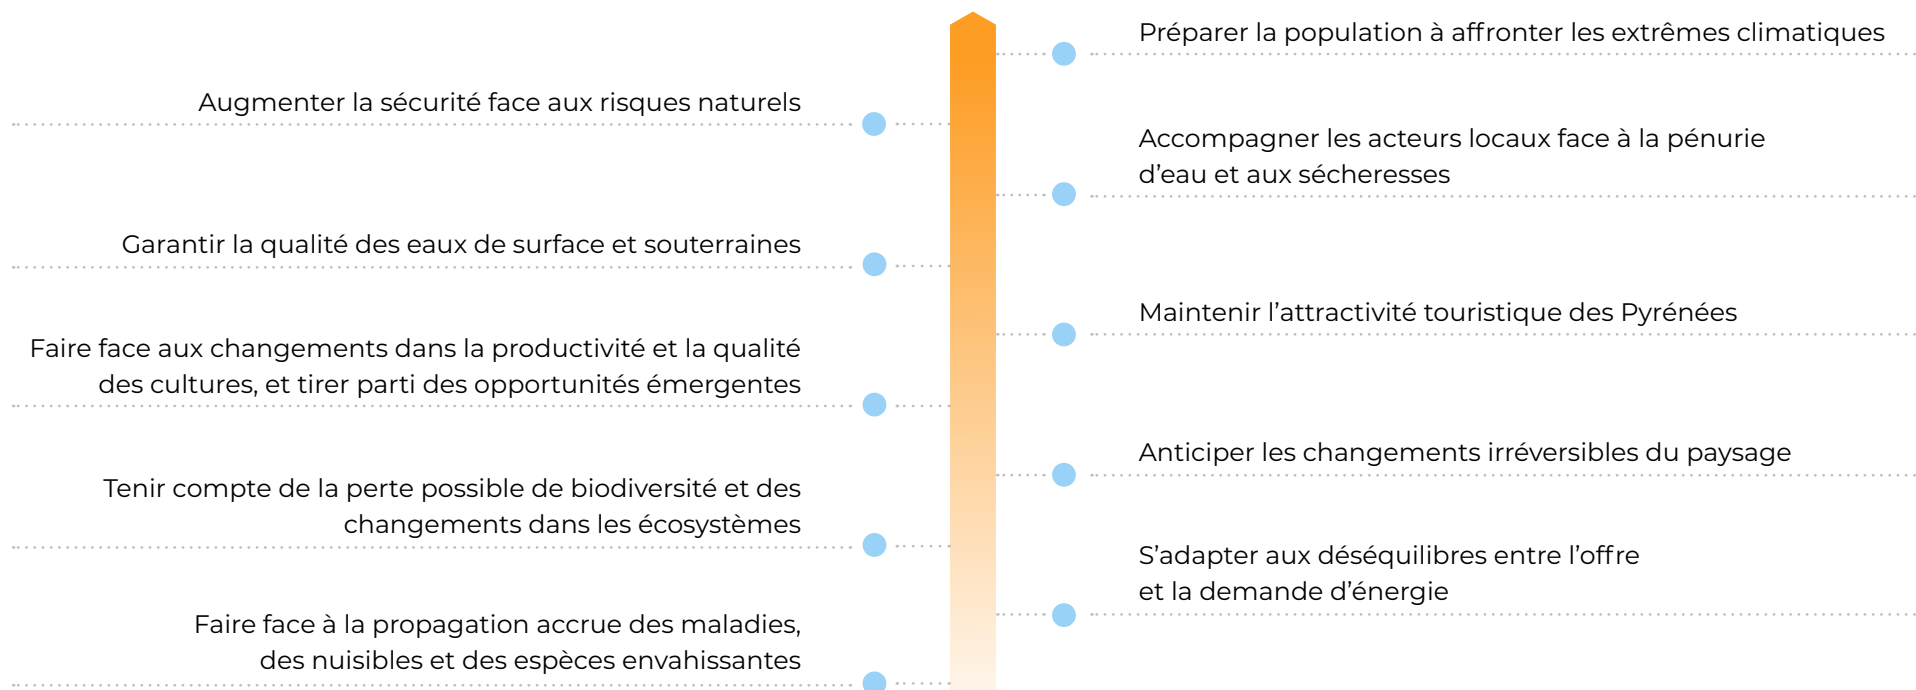 Préparer la population à affronter les extrêmes climatiques
Augmenter la sécurité face aux risques naturels
Accompagner les acteurs locaux face à la pénurie
d’eau et aux sécheresses
Garantir la qualité des eaux de surface et souterraines
Maintenir l’attractivité touristique des Pyrénées
Faire face aux changements dans la productivité et la qualité
des cultures, et tirer parti des opportunités émergentes
Anticiper les changements irréversibles du paysage
Tenir compte de la perte possible de biodiversité et des
changements dans les écosystèmes
S’adapter aux déséquilibres entre l’offre
et la demande d’énergie
Faire face à la propagation accrue des maladies,
des nuisibles et des espèces envahissantes